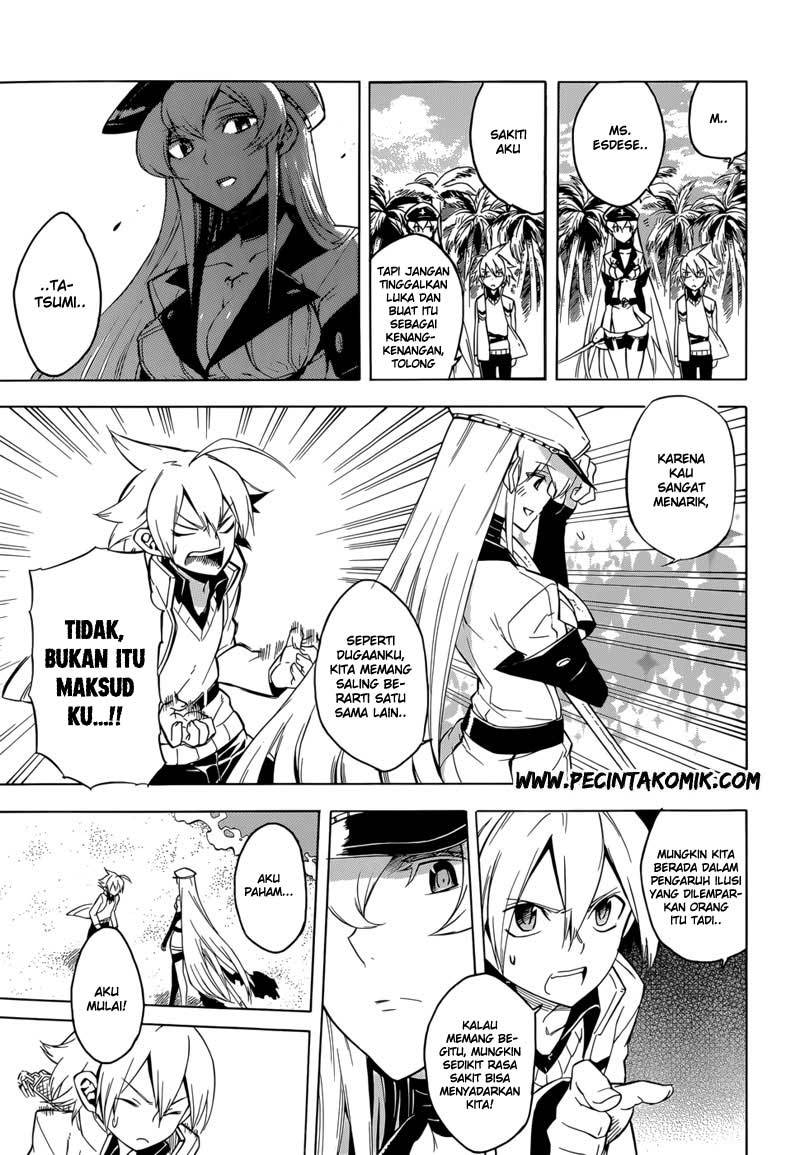 M..
MS.
ESDESE..
SAKITI
AKU
TAPI JANGAN
TINGGALKAN
LUKA DAN
BUAT ITU
SEBAGAI
KENANG-
KENANGAN,
TOLONG
..TA-
TSUMI..
KARENA
KAU
SANGAT
MENARIK,
SEPERTI
DUGAANKU,
KITA MEMANG
SALING BE-
RARTI SATU
SAMA LAIN..
TIDAK,
BUKAN ITU
MAKSUD
KU...!!
WWW.PECINTAKOMIK.COM
MUNGKIN KITA
BERADA DALAM
PENGARUH ILUSI
YANG DILEMPAR-
KAN ORANG
ITU TADI..
KALAU
MEMANG BE-
GITU, MUNGKIN
SEDIKIT RASA
SAKIT BISA
MENYADARKAN
KITA!
AKU
PAHAM...
AKU
MULAI!